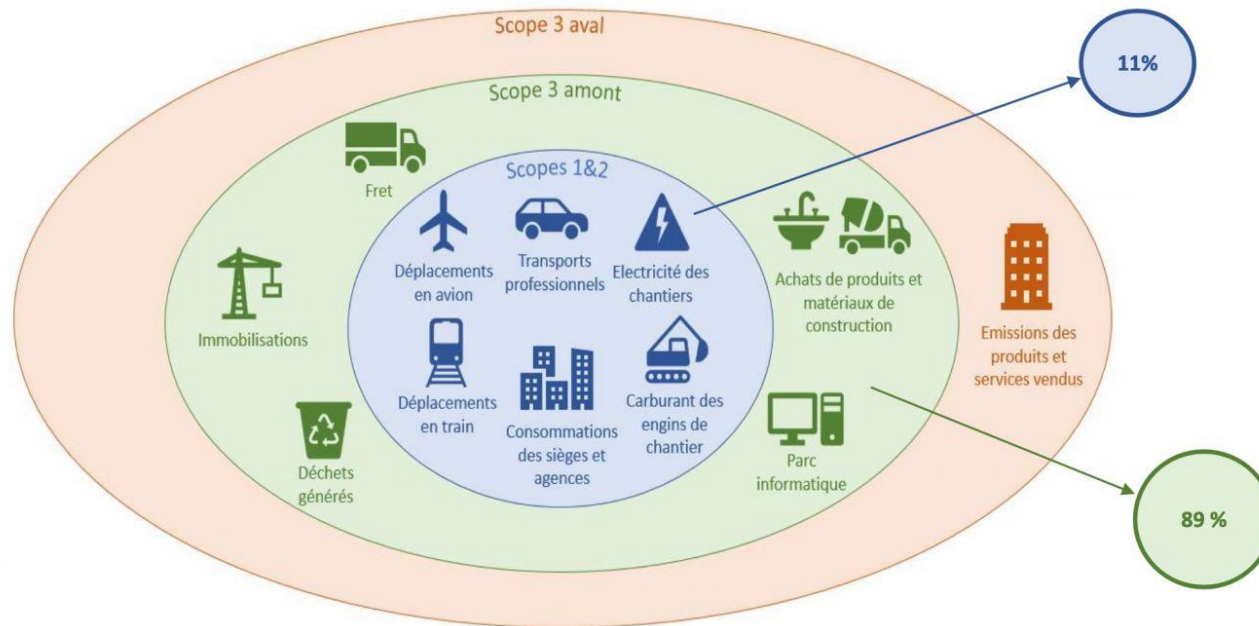 Scope 3 aval
Scope 3 amont
Scopes 1&2
11%
Fret
Déplacements
en avion
Transports
professionnels
Electricité des
chantiers
Achats de produits et
matériaux de
construction
Immobilisations
Emissions des
produits et
services vendus
Déplacements
en train
Consommations
des sièges et
agences
Carburant des
engins de
chantier
Déchets
générés
Parc
informatique
89 %